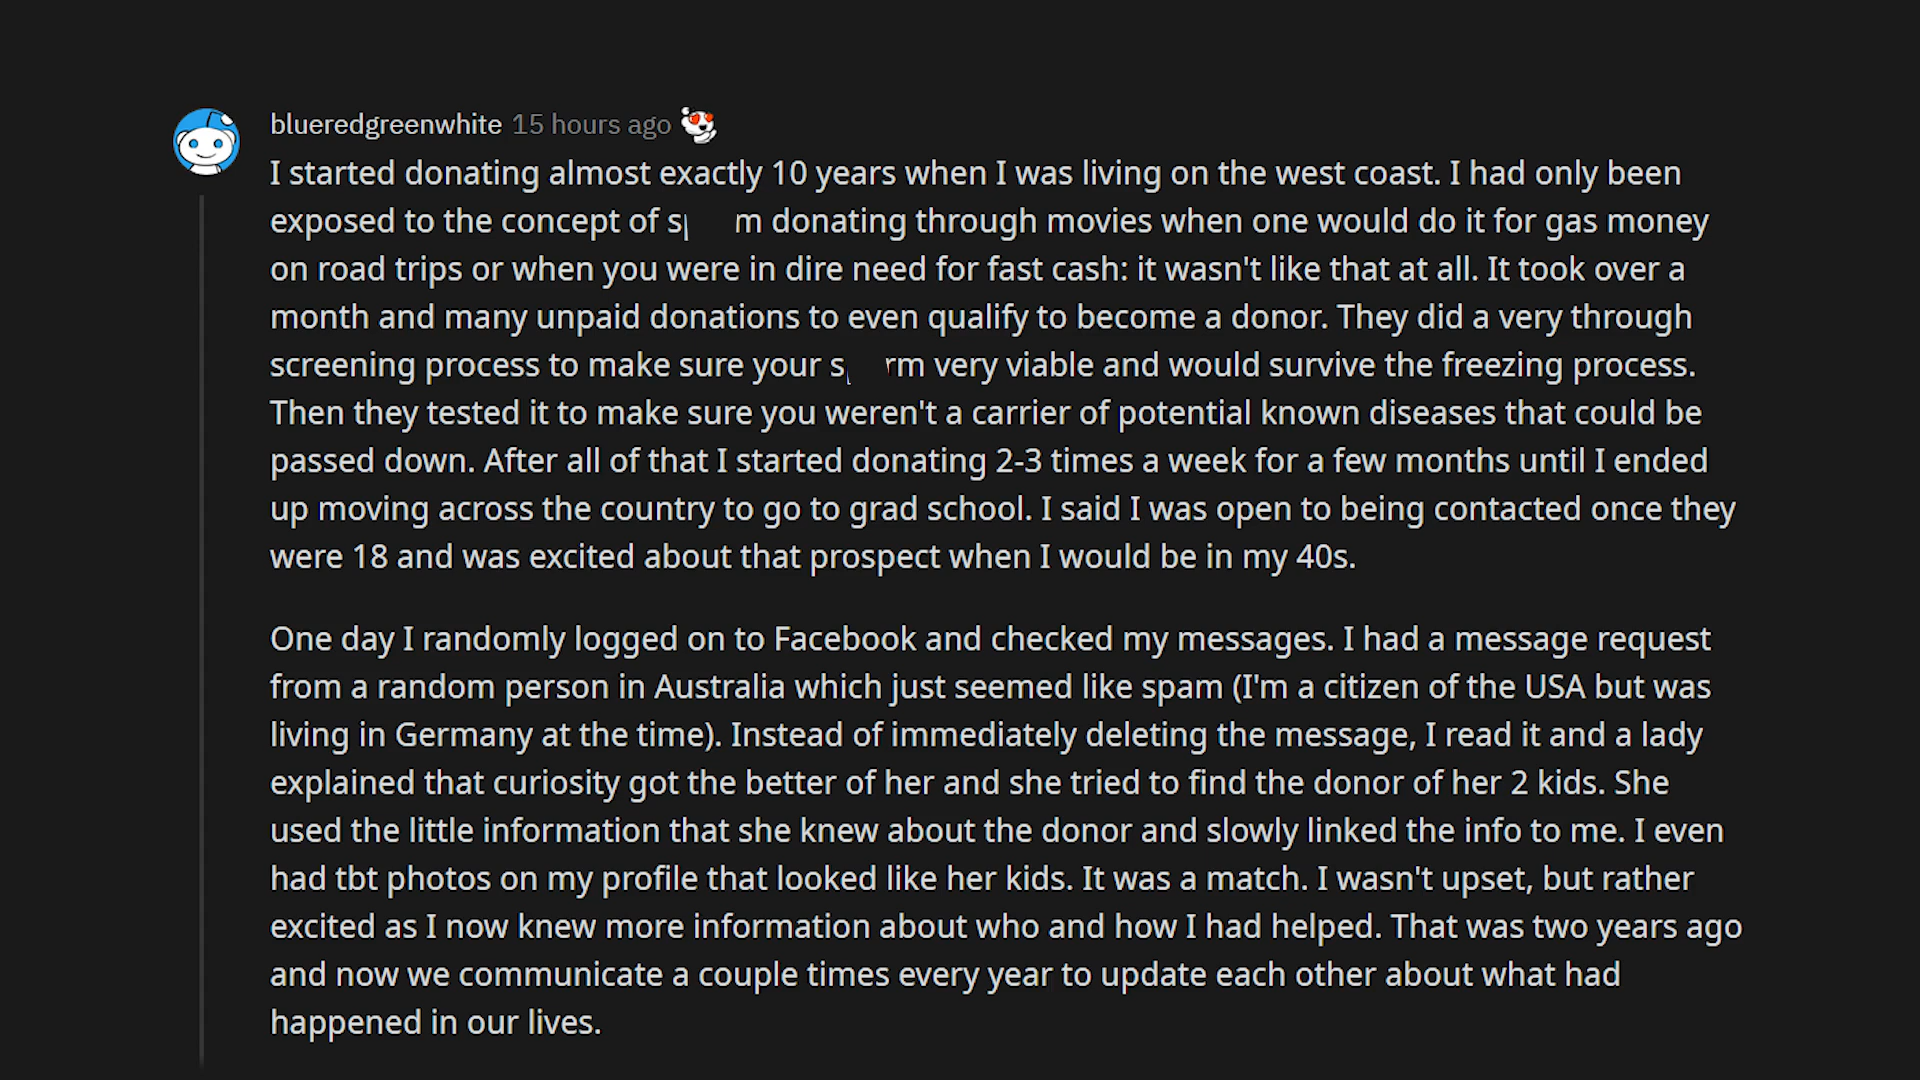 blueredgreenwhite 15 hours ago
I started donating almost exactly 10 years when I was living on the west coast. I had only been
exposed to the concept of s m donating through movies when one would do it for gas money
on road trips or when you were in dire need for fast cash: it wasn't like that at all. It took over a
month and many unpaid donations to even qualify to become a donor. They did a very through
screening process to make sure your s rm very viable and would survive the freezing process.
Then they tested it to make sure you weren't a carrier of potential known diseases that could be
passed down. After all of that I started donating 2-3 times a week for a few months until I ended
up moving across the country to go to grad school. I said I was open to being contacted once they
were 18 and was excited about that prospect when I would be in my 40s.
One day I randomly logged on to Facebook and checked my messages. I had a message request
from a random person in Australia which just seemed like spam (I'm a citizen of the USA but was
living in Germany at the time). Instead of immediately deleting the message, I read it and a lady
explained that curiosity got the better of her and she tried to find the donor of her 2 kids. She
used the little information that she knew about the donor and slowly linked the info to me. I even
had tbt photos on my profile that looked like her kids. It was a match. I wasn't upset, but rather
excited as I now knew more information about who and how I had helped. That was two years ago
and now we communicate a couple times every year to update each other about what had
happened in our lives.